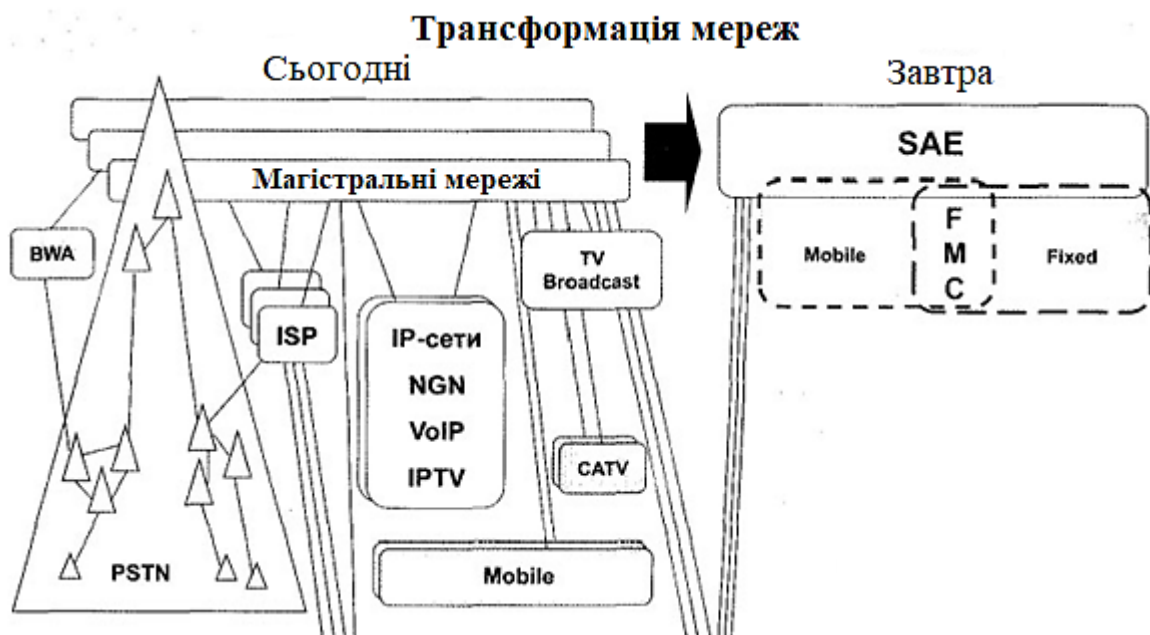 Трансформація мереж
Сьогодні
Завтра
Магістральні мережі
SAE
BWA
ISP
IP-сети
NGN
VoIP
IPTV
TV
Broadcast
CATV
Mobile
PSTN
Mobile
F
M
C
Fixed